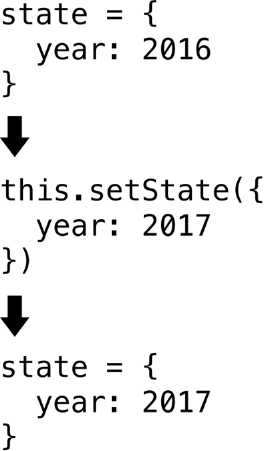 state = {
  year: 2016
}
this.setState({
  year: 2017
})
state = {
  year: 2017
}